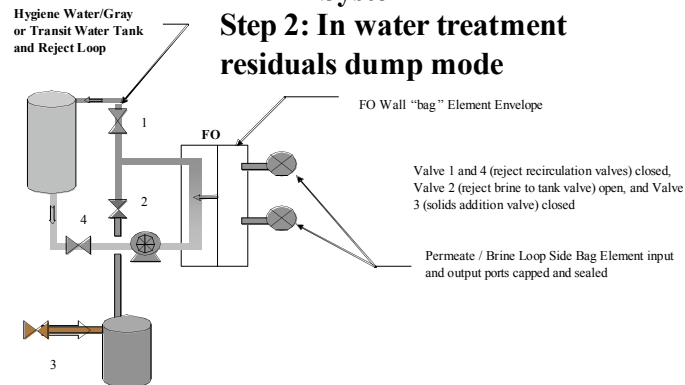 Hygiene Water/Gray
or Transit Water Tank
and Reject Loop
Step 2: In water treatment
residuals dump mode
FO Wall “bag” Element Envelope
1
FO
Valve 1 and 4 (reject recirculation valves) closed,
Valve 2 (reject brine to tank valve) open, and Valve
3 (solids addition valve) closed
2
4
Permeate / Brine Loop Side Bag Element input
and output ports capped and sealed
3